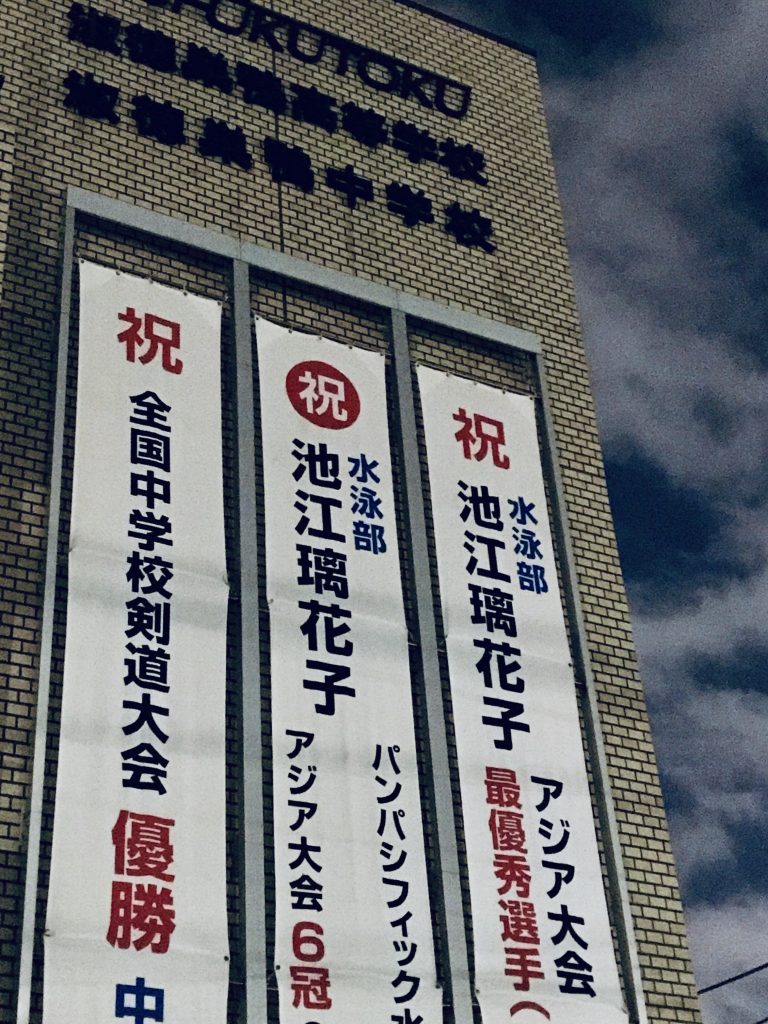 HUKUTOKU
淑徳巣鴨高等学校
淑徳巣鴨中学校
祝
水泳部
池江璃花子
アジア大会
最優秀選手(
祝
水泳部
池江璃花子
パンパシフィック水
アジア大会6冠
祝
全国中学校剣道大会 優勝 中